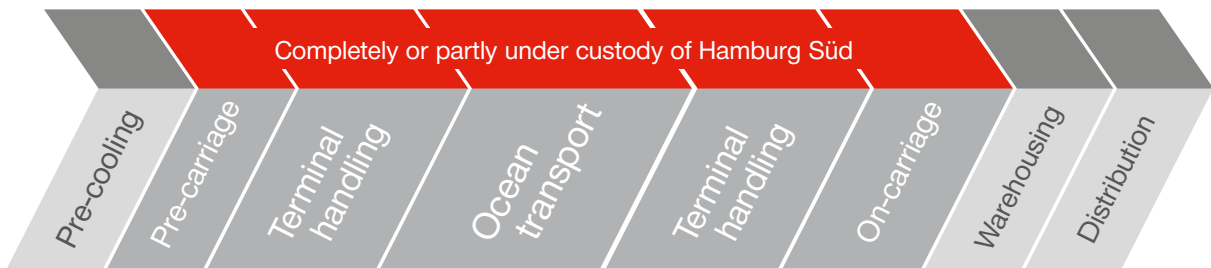 Completely or partly under custody of Hamburg Süd
Pre-cooling
Pre-carriage
Terminal
handling
Ocean
transport
Terminal
handling
On-carriage
Warehousing
Distribution